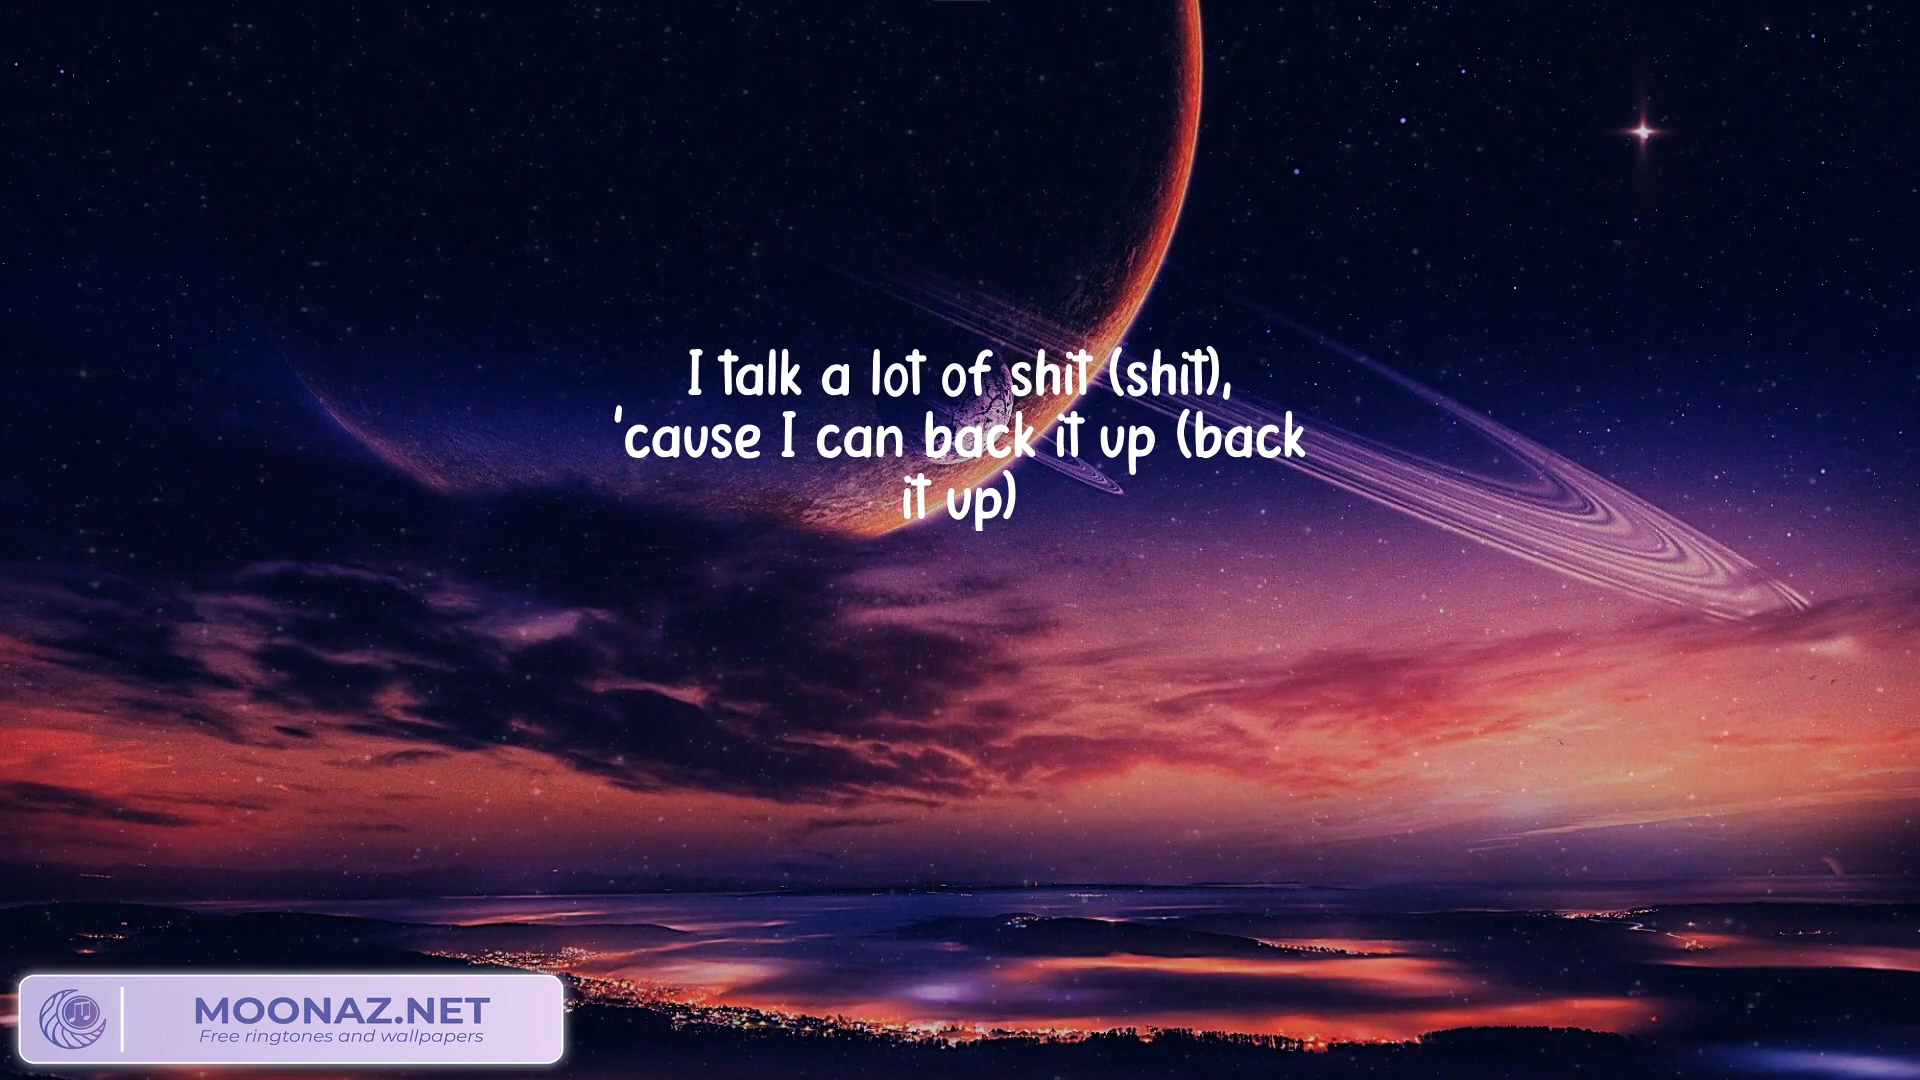 I talk a lot of shit (shit),
'cause I can back it up (back
it up)
MOONAZ.NET
Free ringtones and wallpapers